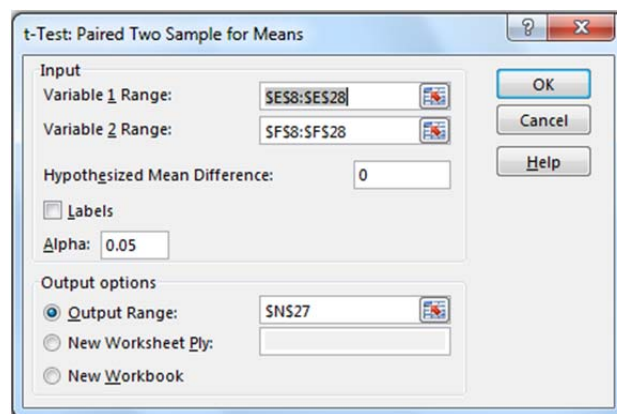 t-Test: Paired Two Sample for Means
Input
Variable 1 Range: $E$8:$E$28
Variable 2 Range: $F$8:$F$28
Hypothesized Mean Difference: 0
Labels
Alpha: 0.05
Output options
Output Range: $N$27
New Worksheet Ply:
New Workbook
?
X
OK
Cancel
Help